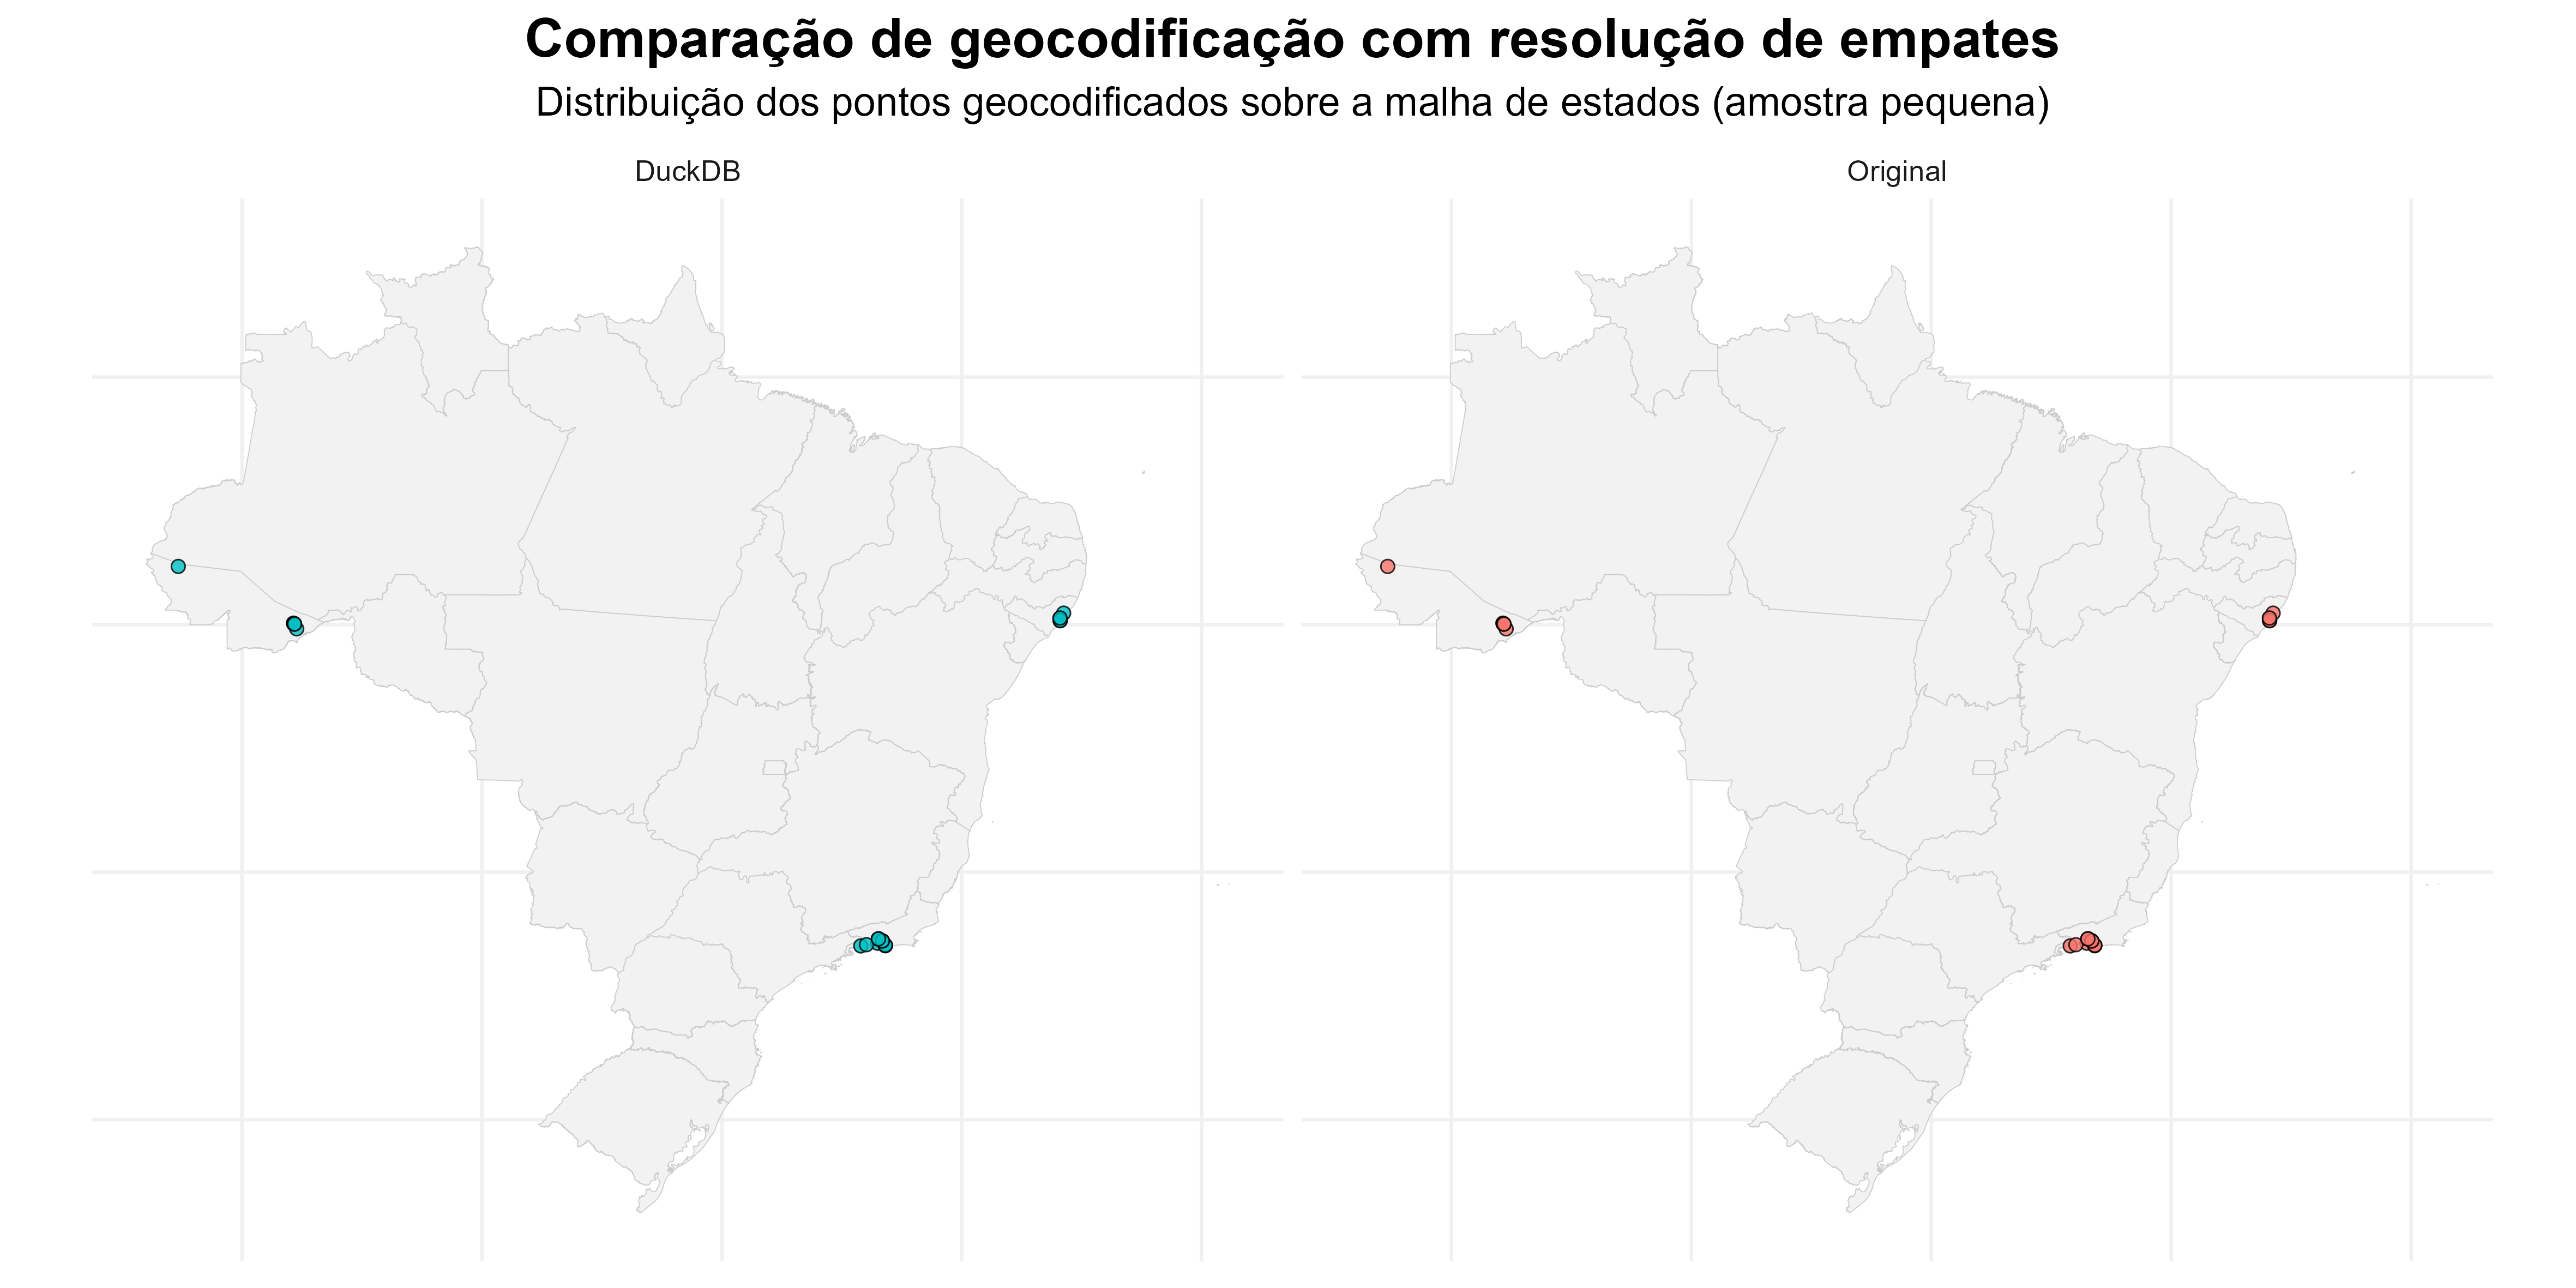 Comparação de geocodificação com resolução de empates
Distribuição dos pontos geocodificados sobre a malha de estados (amostra pequena)
DuckDB
Original